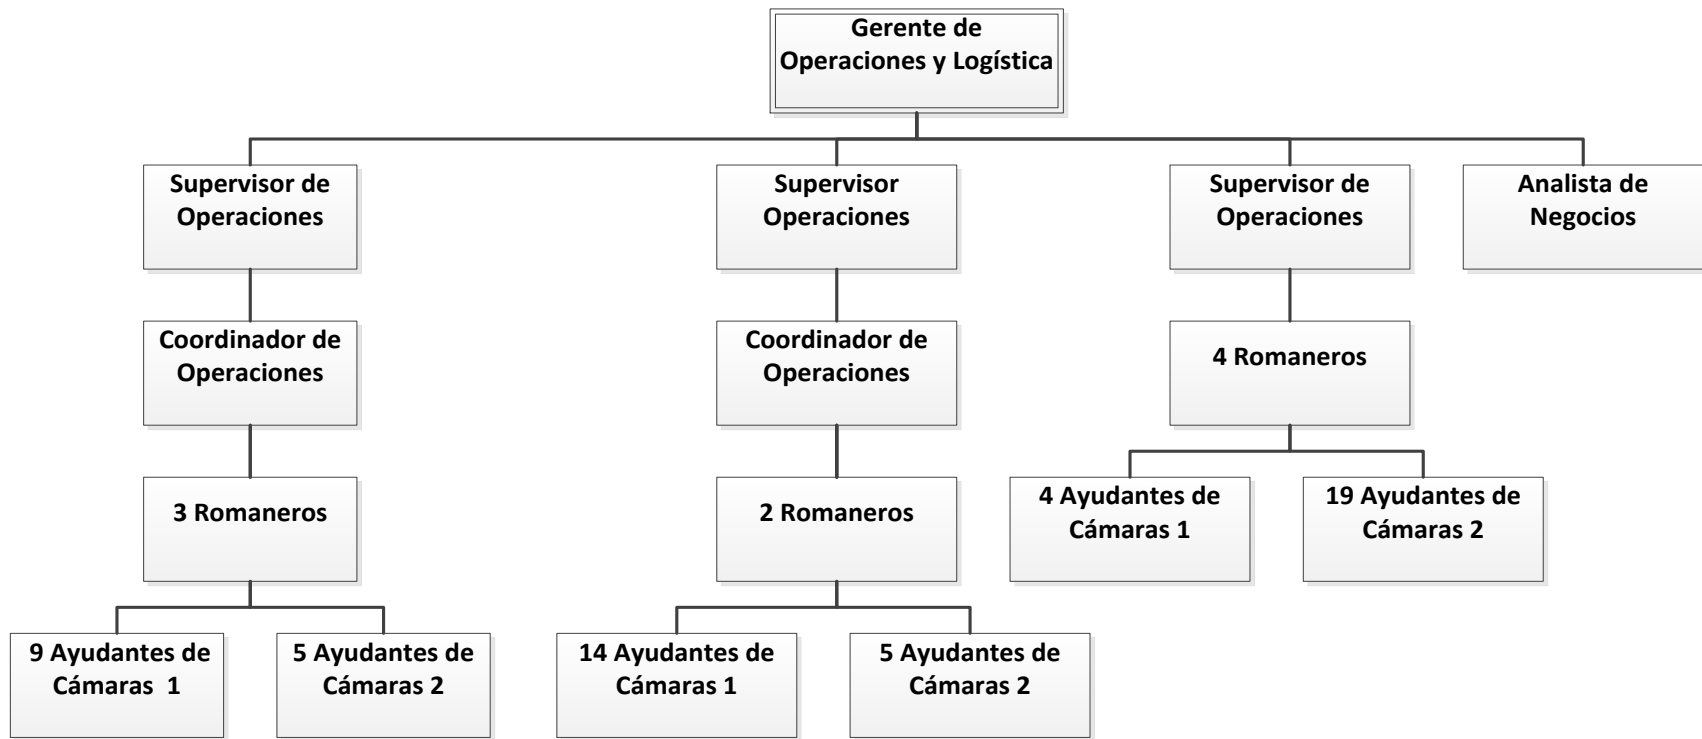 Gerente de
Operaciones y Logística
Supervisor de
Operaciones
Supervisor
Operaciones
Supervisor de
Operaciones
Analista de
Negocios
Coordinador de
Operaciones
Coordinador de
Operaciones
4 Romaneros
3 Romaneros
2 Romaneros
4 Ayudantes de
Cámaras 1
19 Ayudantes de
Cámaras 2
9 Ayudantes de
Cámaras 1
5 Ayudantes de
Cámaras 2
14 Ayudantes de
Cámaras 1
5 Ayudantes de
Cámaras 2